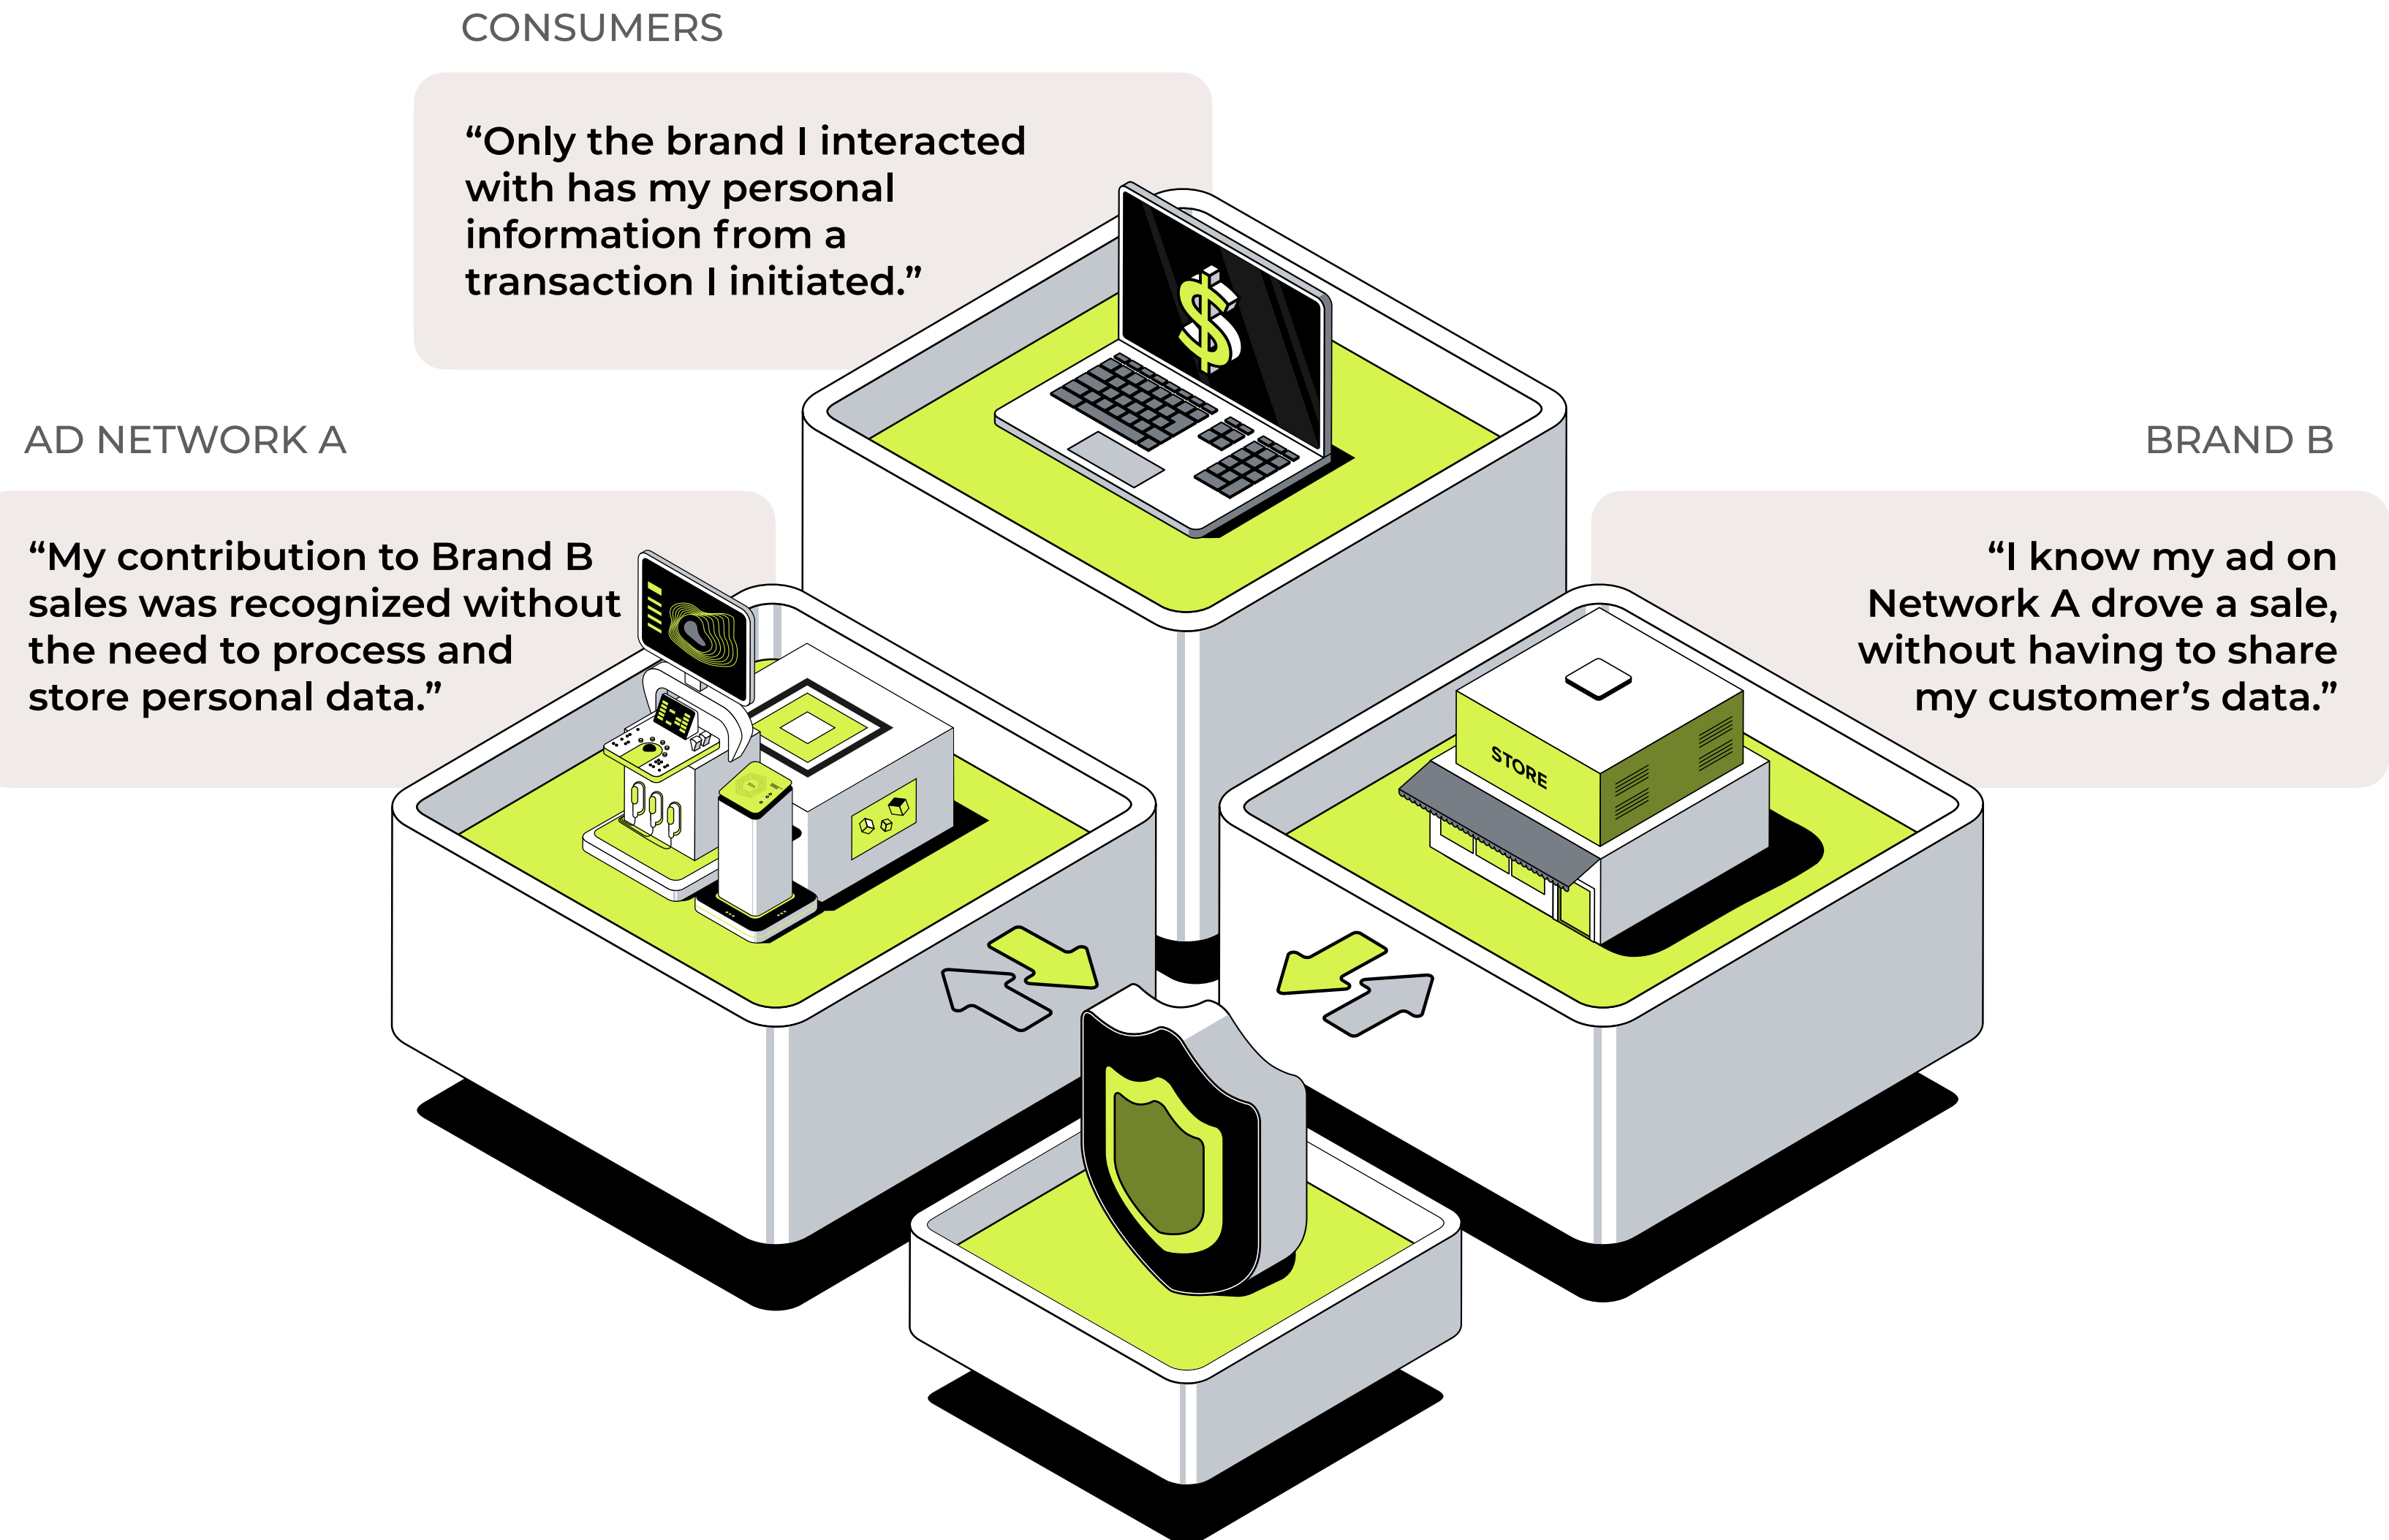 CONSUMERS
“Only the brand I interacted
with has my personal
information from a
transaction I initiated.”
AD NETWORK A
“My contribution to Brand B
sales was recognized without
the need to process and
store personal data.”
BRAND B
“I know my ad on
Network A drove a sale,
without having to share
my customer’s data.”
STORE